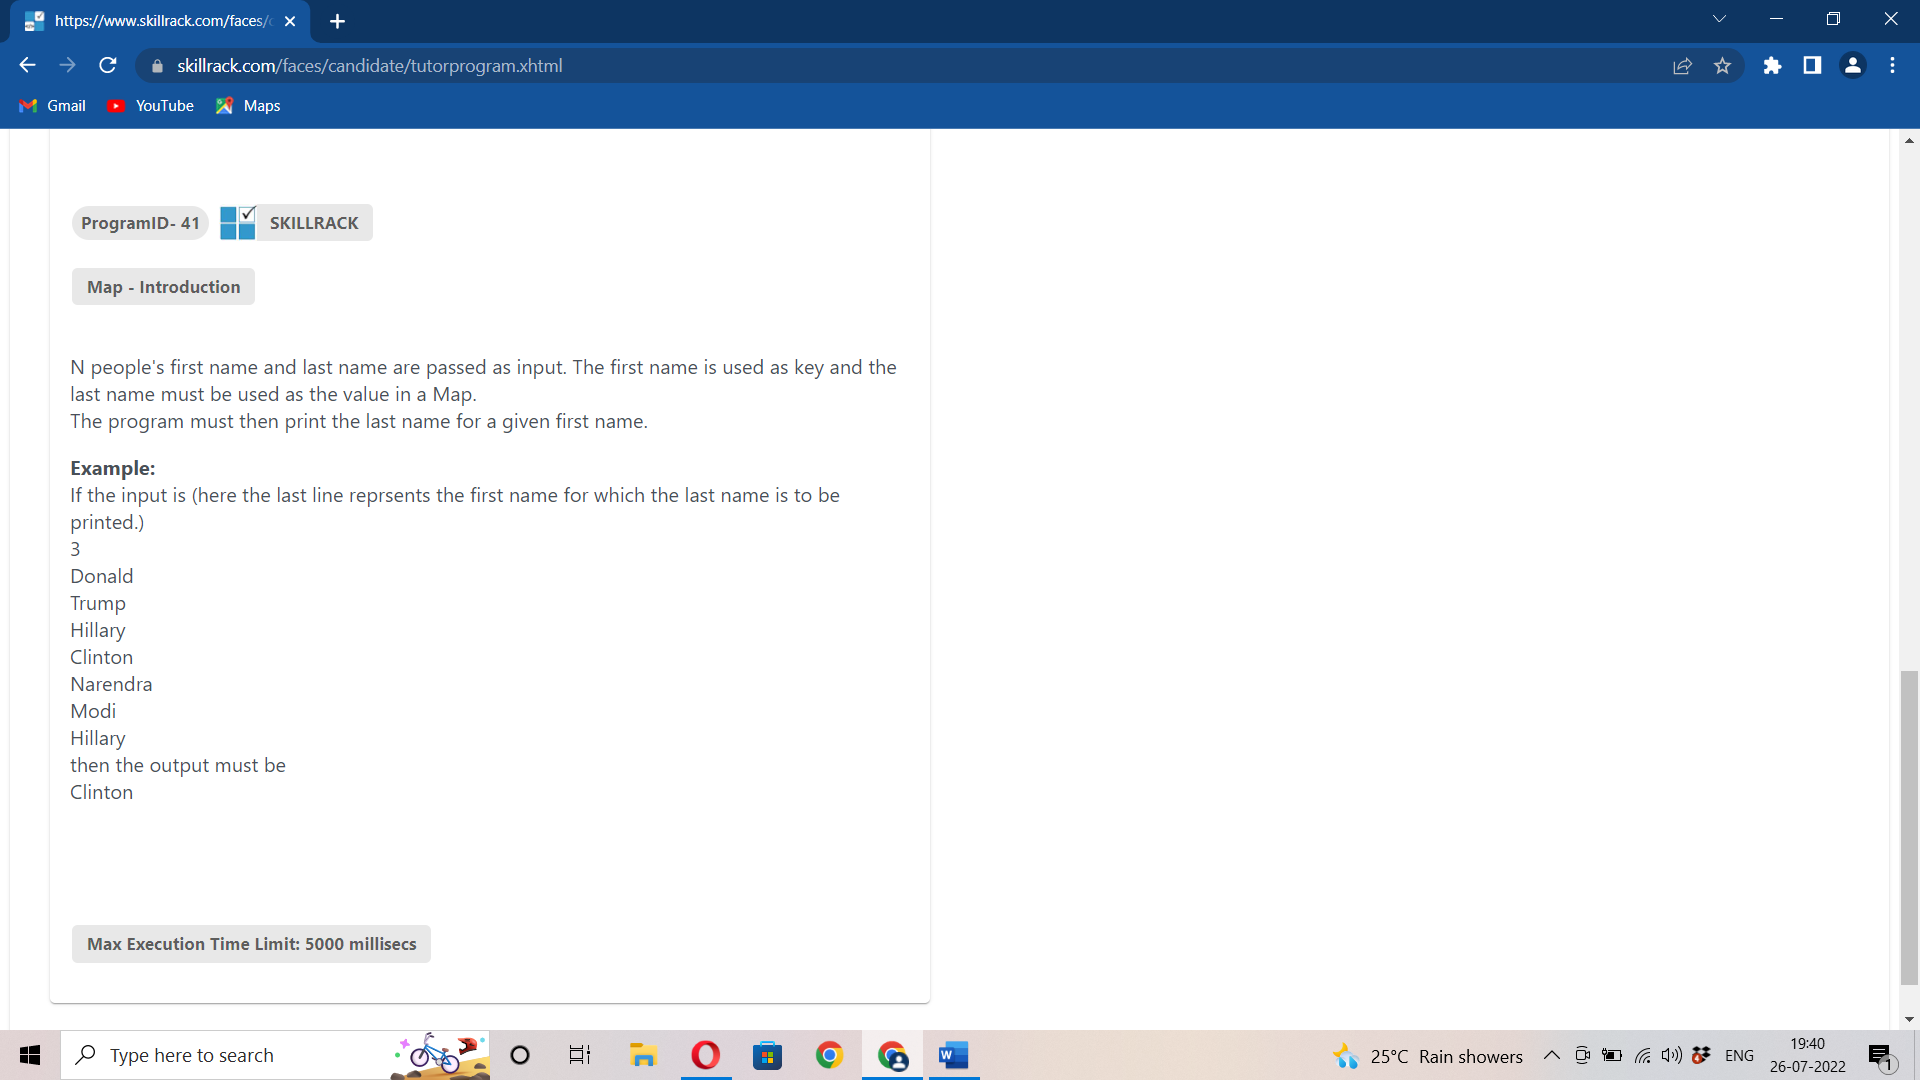 https://www.skillrack.com/faces/c
skillrack.com/faces/candidate/tutorprogram.xhtml
Gmail YouTube Maps
ProgramID- 41 SKILLRACK
Map - Introduction
N people's first name and last name are passed as input. The first name is used as key and the
last name must be used as the value in a Map.
The program must then print the last name for a given first name.
Example:
If the input is (here the last line reprsents the first name for which the last name is to be
printed.)
3
Donald
Trump
Hillary
Clinton
Narendra
Modi
Hillary
then the output must be
Clinton
Max Execution Time Limit: 5000 millisecs
Type here to search
25°C Rain showers
ENG
19:40
26-07-2022
1